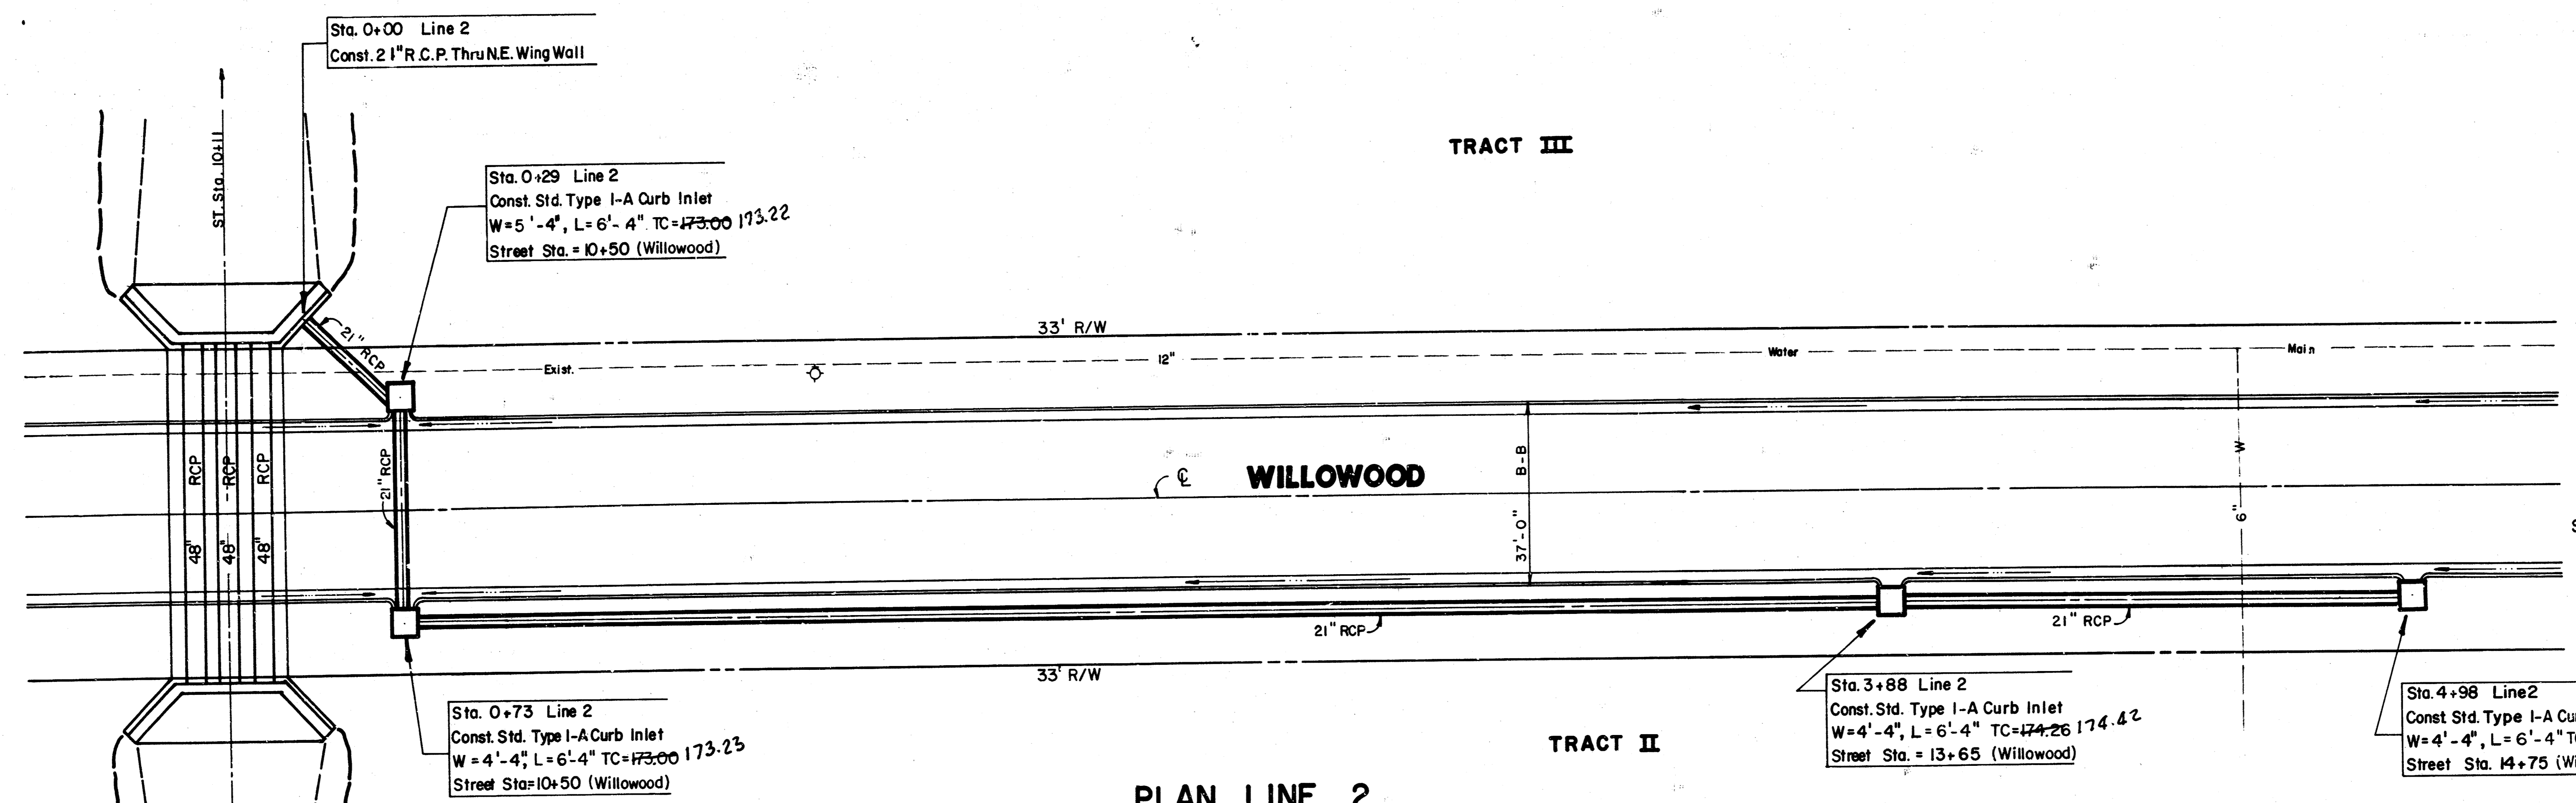 Sta. 0+00 Line 2
Const. 21" R.C.P. Thru N.E. Wing Wall
ST. Sta. 10+11
TRACT III
Sta. 0+29 Line 2
Const. Std. Type I-A Curb Inlet
W=5'-4", L=6'-4" TC=173.00 173.22
Street Sta. = 10+50 (Willowood)
21" RCP
33' R/W
Exist.
12"
Water
Main
RCP
RCP
RCP
48"
48"
48"
21" RCP
℄
WILLOWOOD
37'-0" B-B
6" W
21" RCP
21" RCP
33' R/W
Sta. 0+73 Line 2
Const. Std. Type I-A Curb Inlet
W=4'-4", L=6'-4" TC=173.00 173.23
Street Sta=10+50 (Willowood)
TRACT II
Sta. 3+88 Line 2
Const. Std. Type I-A Curb Inlet
W=4'-4", L=6'-4" TC=174.26 174.42
Street Sta. = 13+65 (Willowood)
Sta. 4+98 Line2
Const. Std. Type I-A Cu
W=4'-4", L=6'-4" T
Street Sta. 14+75 (Wi
PLAN LINE 2